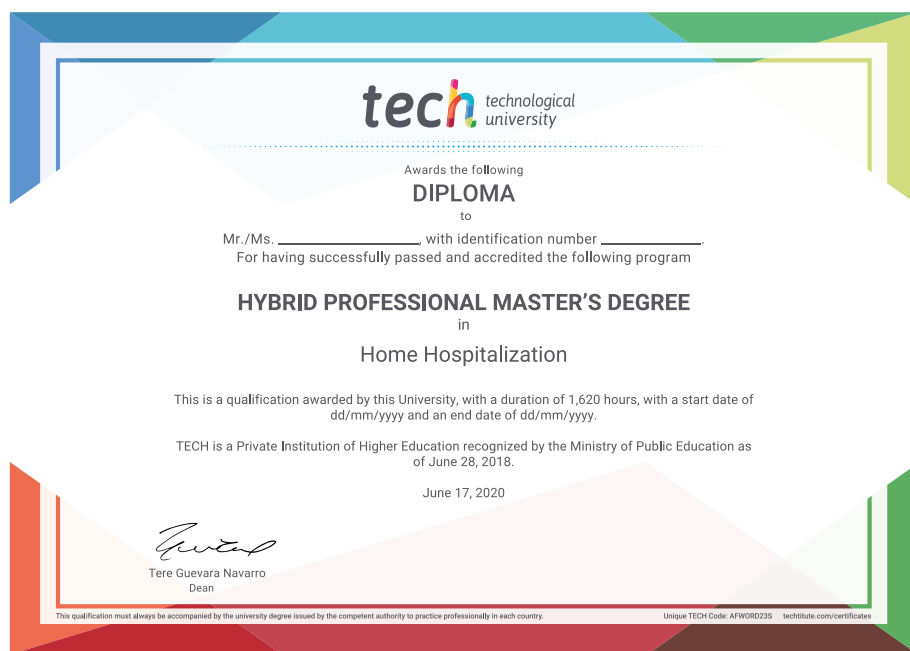 tech technological
university
Awards the following
DIPLOMA
to
Mr./Ms. ____________________, with identification number ______________.
For having successfully passed and accredited the following program
HYBRID PROFESSIONAL MASTER'S DEGREE
in
Home Hospitalization
This is a qualification awarded by this University, with a duration of 1,620 hours, with a start date of
dd/mm/yyyy and an end date of dd/mm/yyyy.
TECH is a Private Institution of Higher Education recognized by the Ministry of Public Education as
of June 28, 2018.
June 17, 2020
Tere Guevara Navarro
Dean
This qualification must always be accompanied by the university degree issued by the competent authority to practice professionally in each country. Unique TECH Code: AFWORD23S techtitute.com/certificates